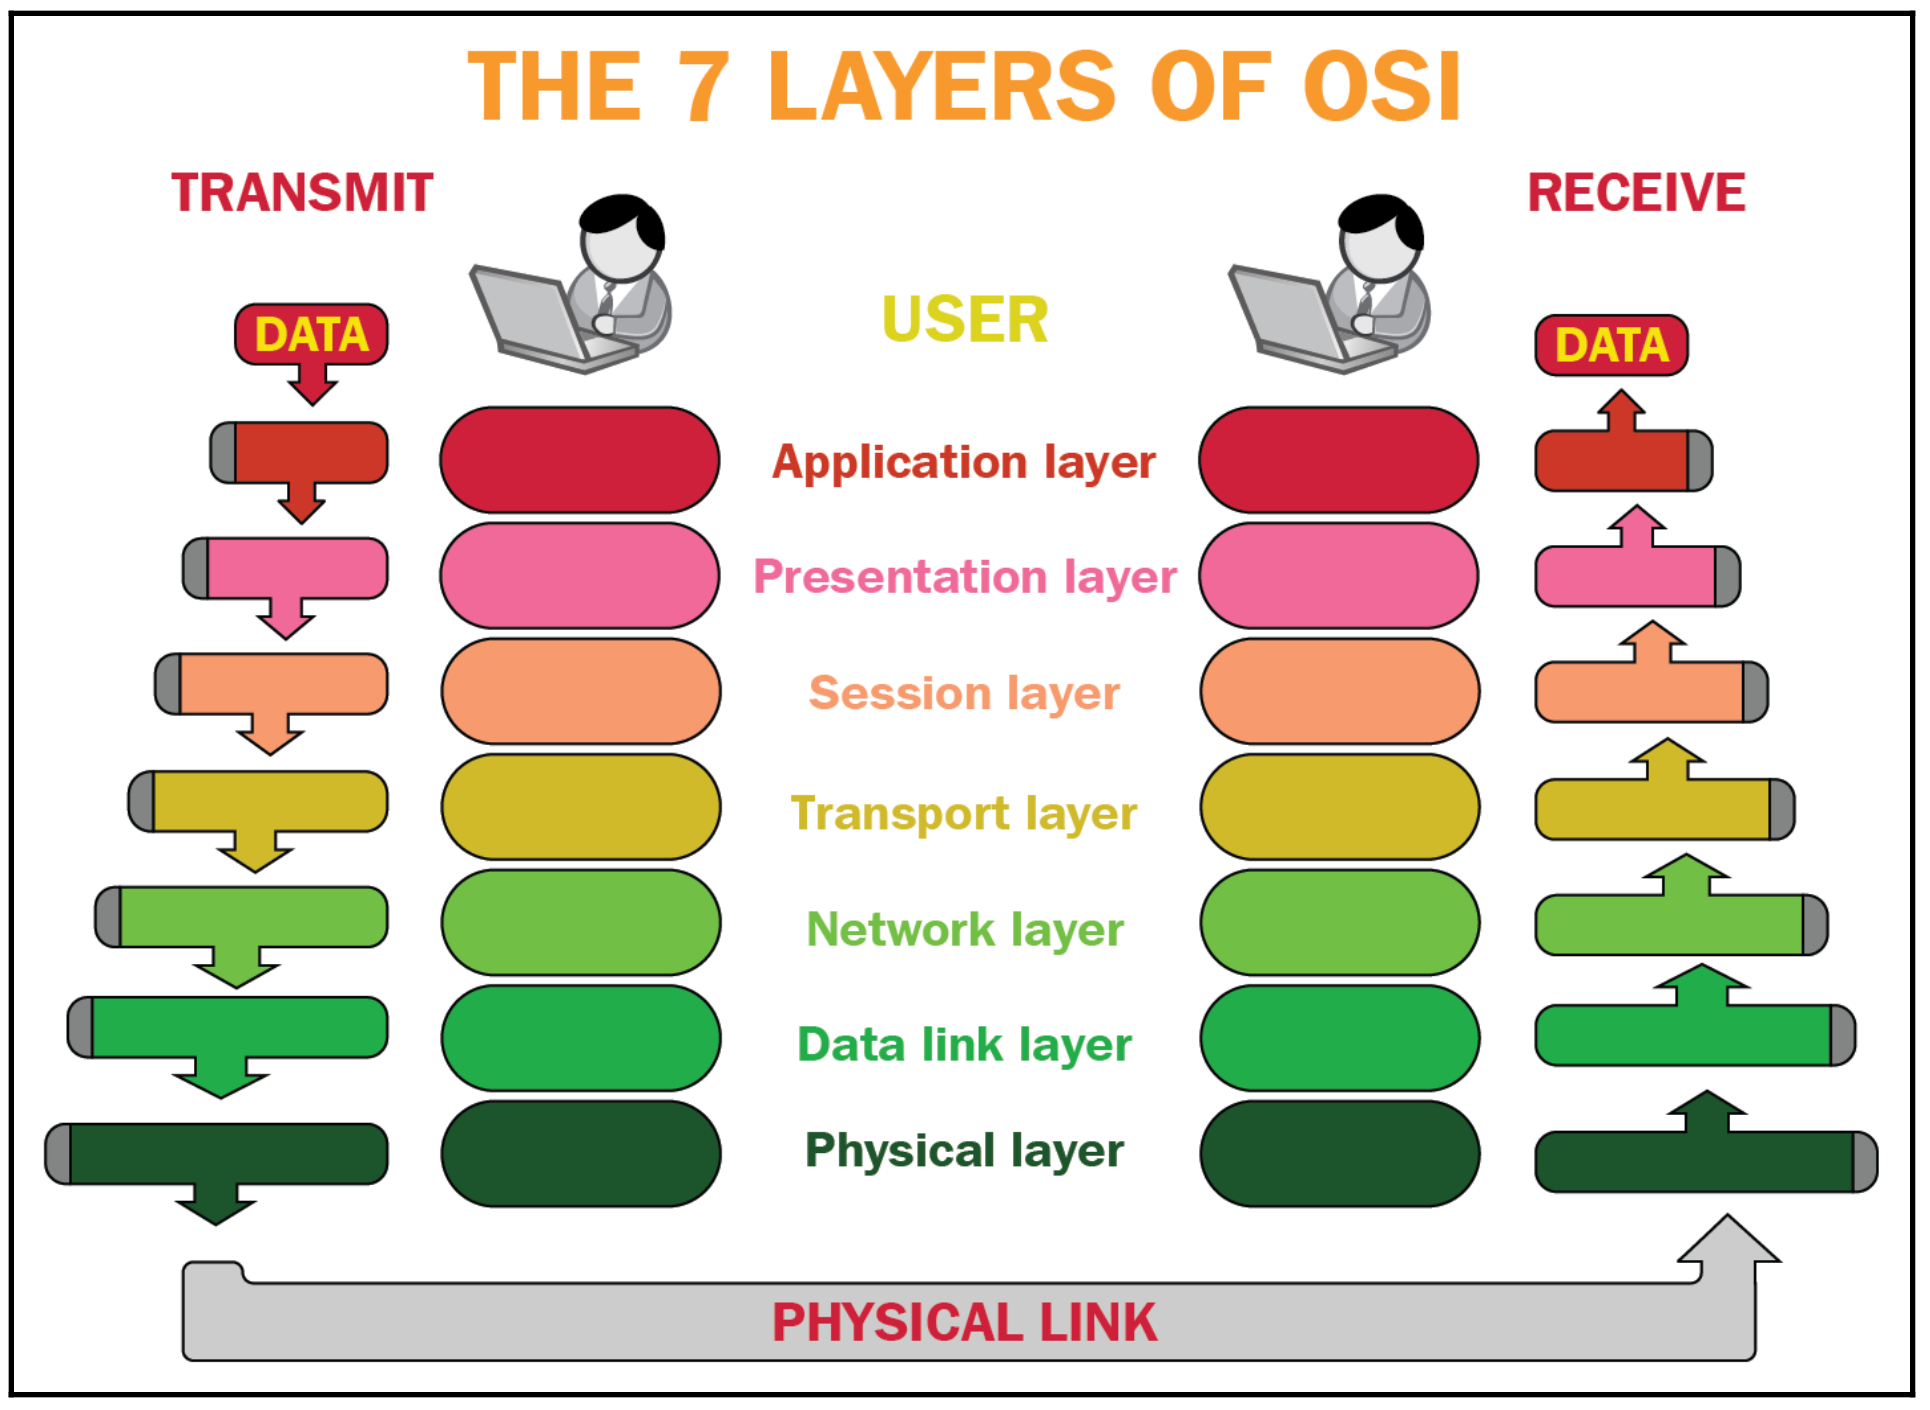 THE 7 LAYERS OF OSI
TRANSMIT
RECEIVE
DATA
USER
DATA
Application layer
Presentation layer
Session layer
Transport layer
Network layer
Data link layer
Physical layer
PHYSICAL LINK